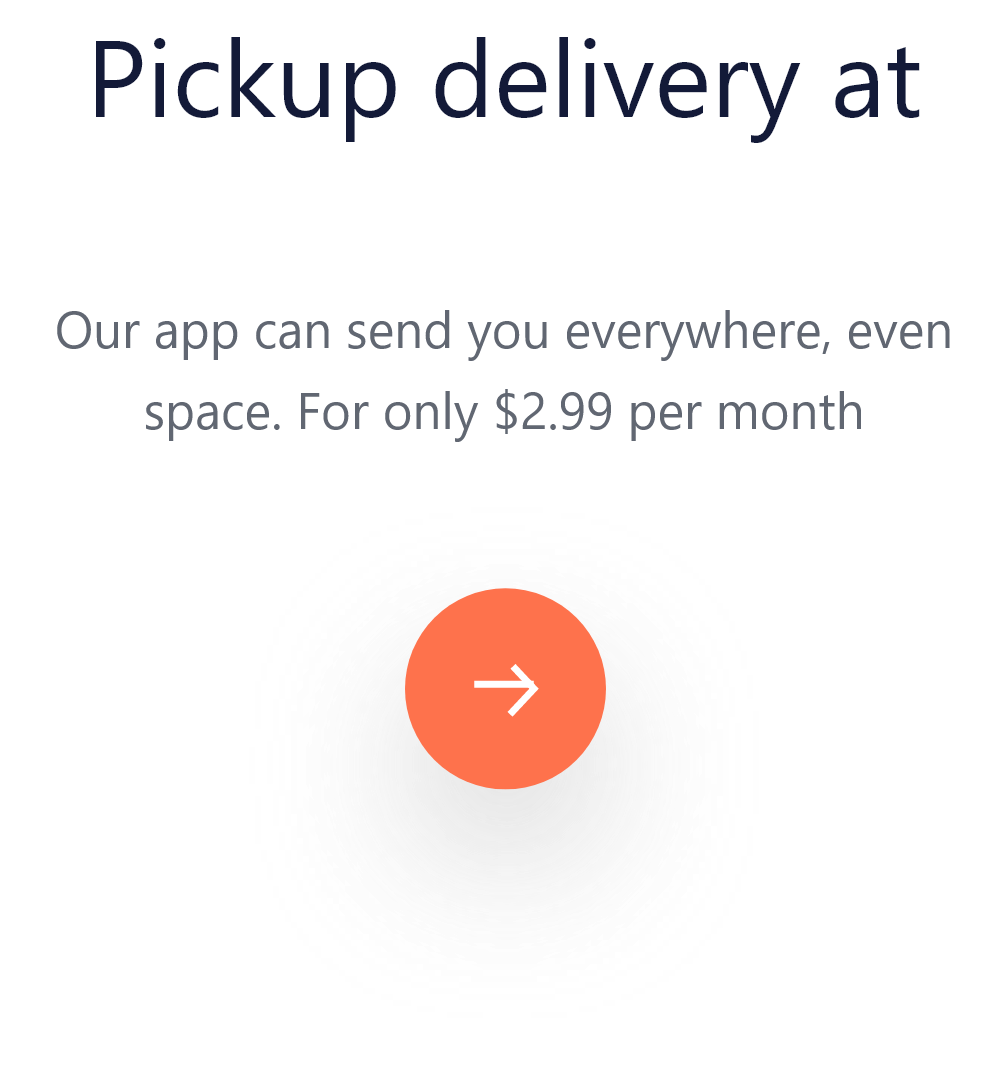 Pickup delivery at
Our app can send you everywhere, even
space. For only $2.99 per month